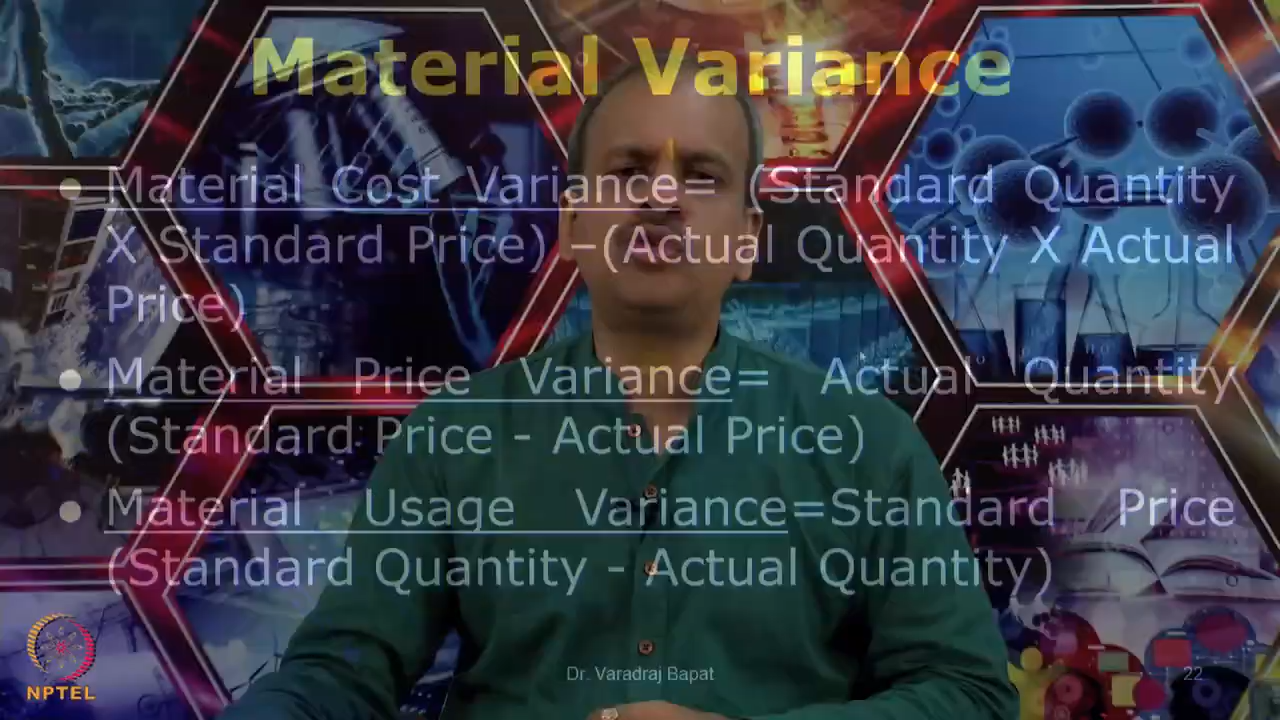 Material Variance
Material Cost Variance= (Standard Quantity
X Standard Price) –(Actual Quantity X Actual
Price)
Material Price Variance= Actual Quantity
(Standard Price - Actual Price)
Material Usage Variance=Standard Price
(Standard Quantity - Actual Quantity)
Dr. Varadraj Bapat
22
NPTEL